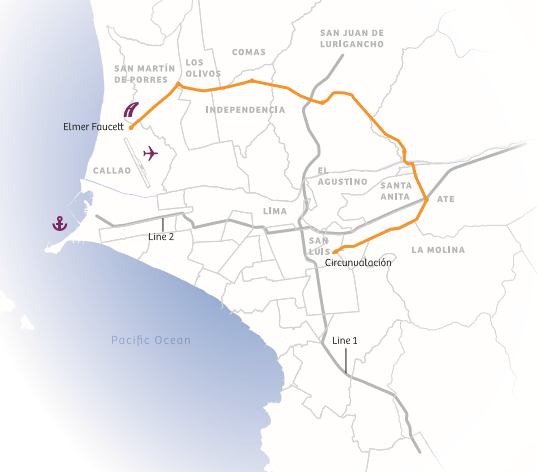 SAN JUAN DE
LURIGANCHO
COMAS
SAN MARTÍN
DE PORRES
LOS
OLIVOS
INDEPENDENCIA
Elmer Faucett
CALLAO
EL
AGUSTINO
SANTA
ANITA
ATE
LIMA
Line 2
SAN
LUIS
LA MOLINA
Circunvalación
Pacific Ocean
Line 1